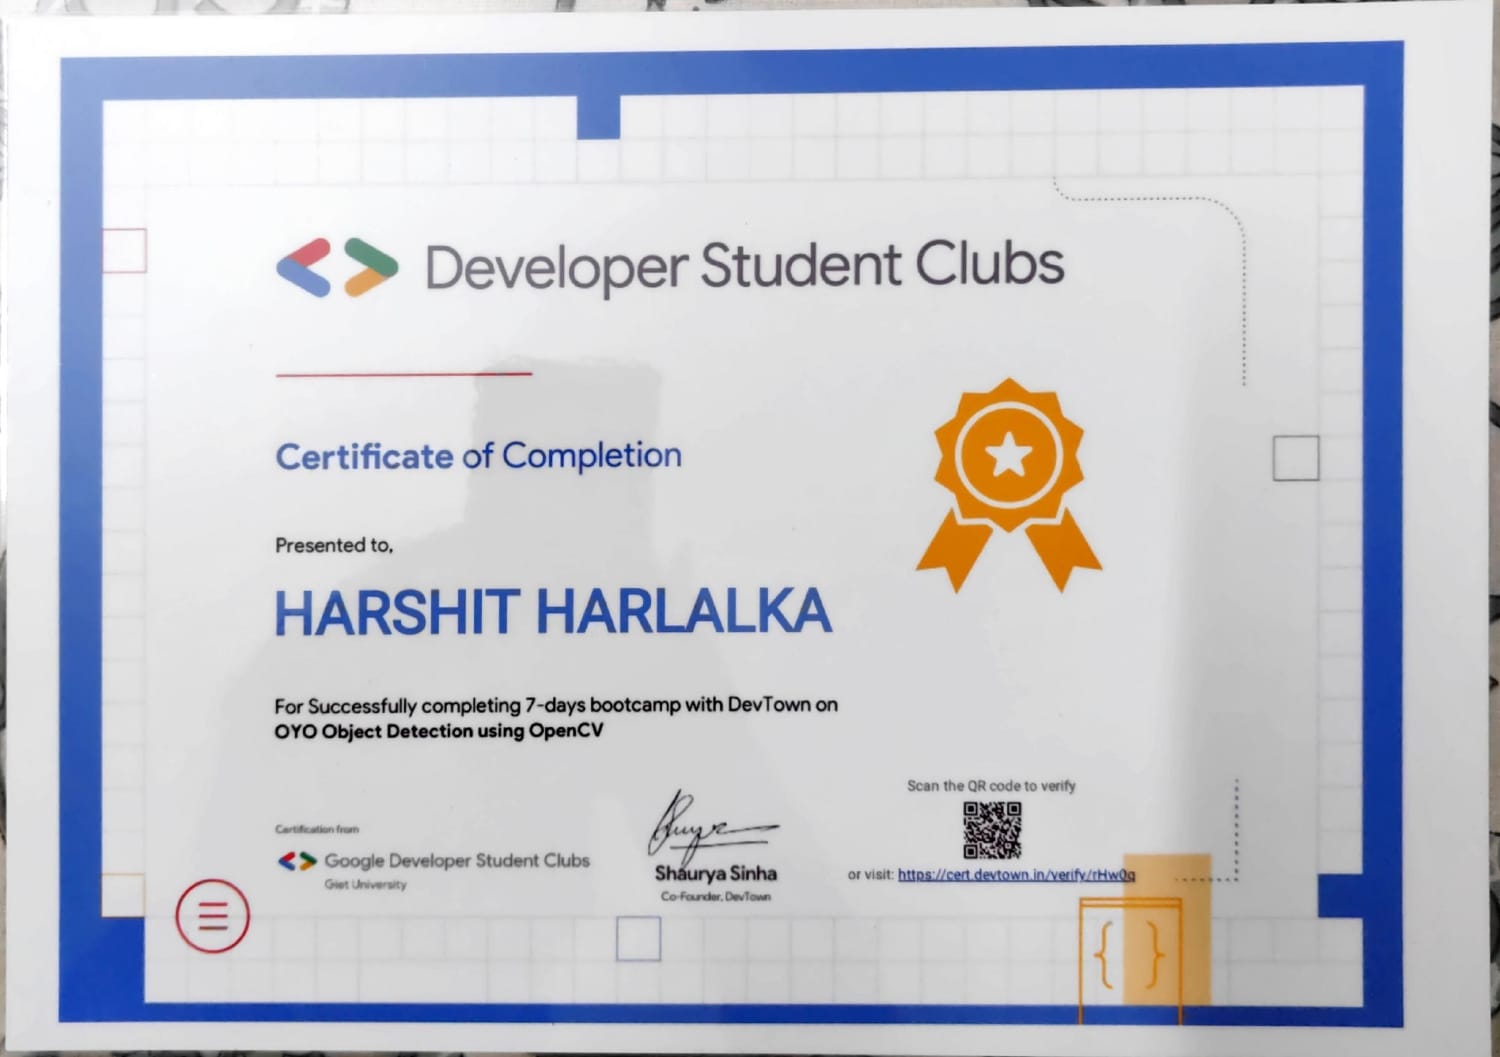 Developer Student Clubs
Certificate of Completion
Presented to,
HARSHIT HARLALKA
For Successfully completing 7-days bootcamp with DevTown on
OYO Object Detection using OpenCV
Certification from
Google Developer Student Clubs
Giet University
Shaurya Sinha
Co-Founder, DevTown
Scan the QR code to verify
or visit: https://cert.devtown.in/verify/rHw0q
{ }